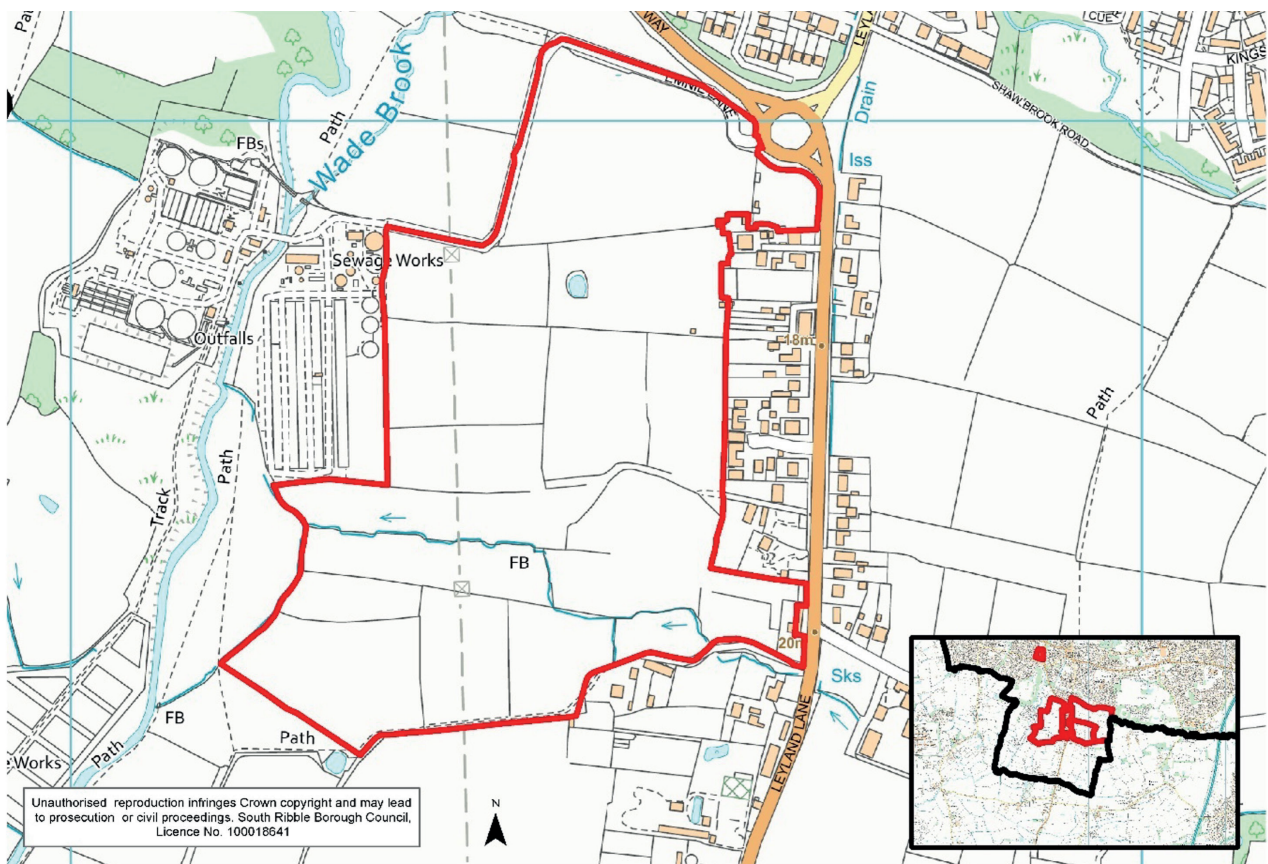 WAY
CUE
KINGS
Path
Wade Brook
FBs
Drain
SHAW BROOK ROAD
Iss
Sewage Works
Outfalls
18m
Path
Path
Track
FB
20m
Sks
FB
Path
Path
e Works
LEYLAND LANE
Unauthorised reproduction infringes Crown copyright and may lead
to prosecution or civil proceedings. South Ribble Borough Council,
Licence No. 100018641
N